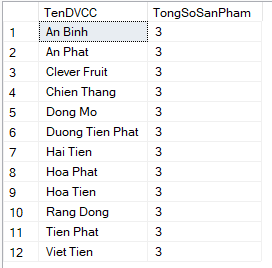 TenDVCC TongSoSanPham
1 An Binh 3
2 An Phat 3
3 Clever Fruit 3
4 Chien Thang 3
5 Dong Mo 3
6 Duong Tien Phat 3
7 Hai Tien 3
8 Hoa Phat 3
9 Hoa Tien 3
10 Rang Dong 3
11 Tien Phat 3
12 Viet Tien 3